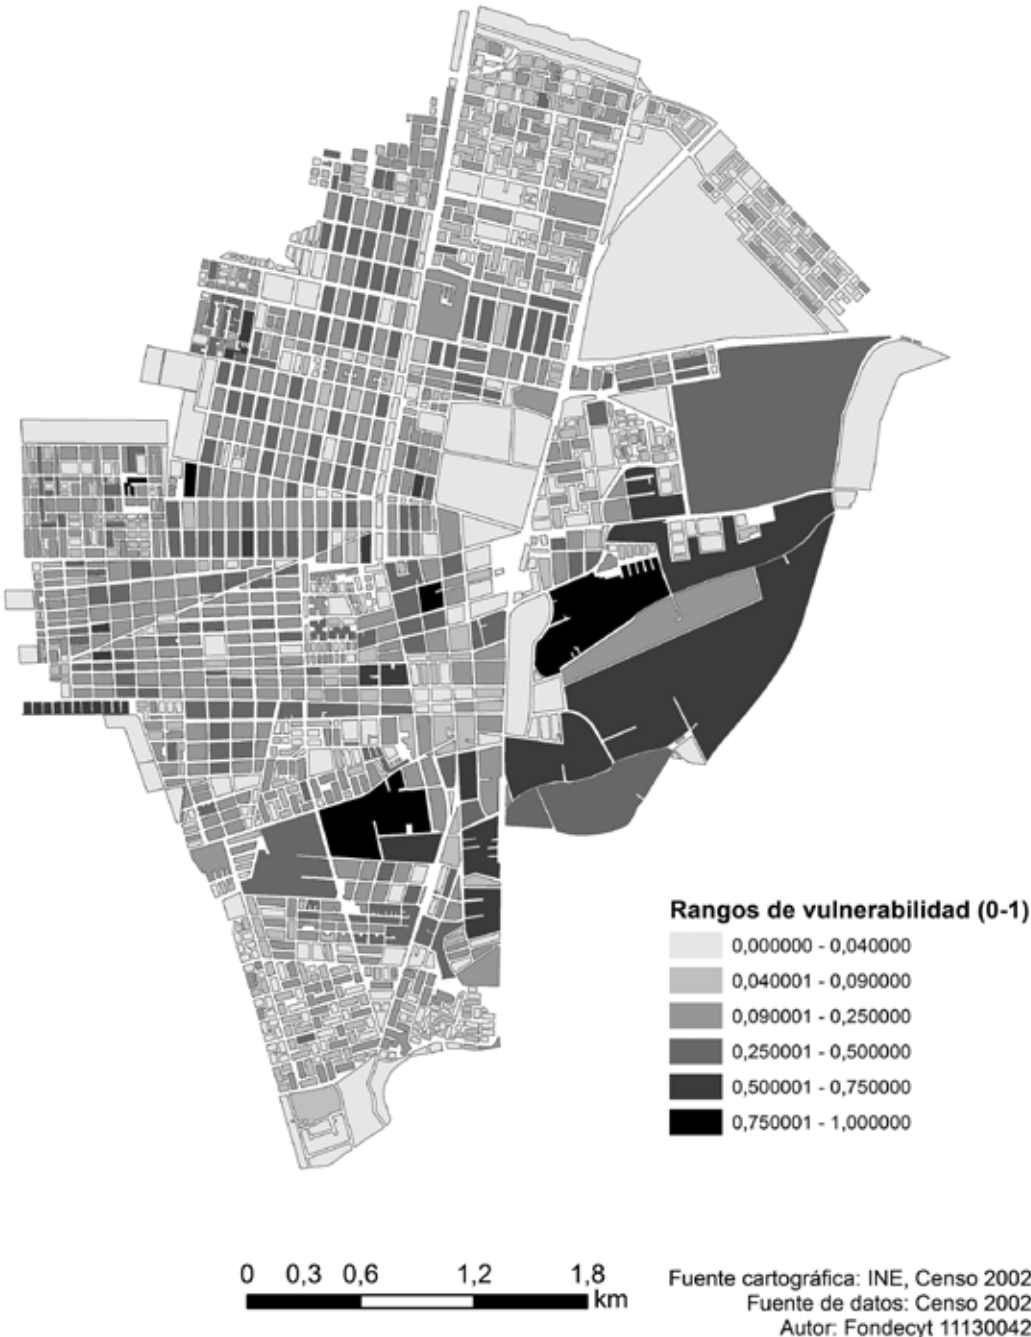 Rangos de vulnerabilidad (0-1)
0,000000 - 0,040000
0,040001 - 0,090000
0,090001 - 0,250000
0,250001 - 0,500000
0,500001 - 0,750000
0,750001 - 1,000000
0 0,3 0,6 1,2 1,8
km
Fuente cartográfica: INE, Censo 2002
Fuente de datos: Censo 2002
Autor: Fondecyt 11130042